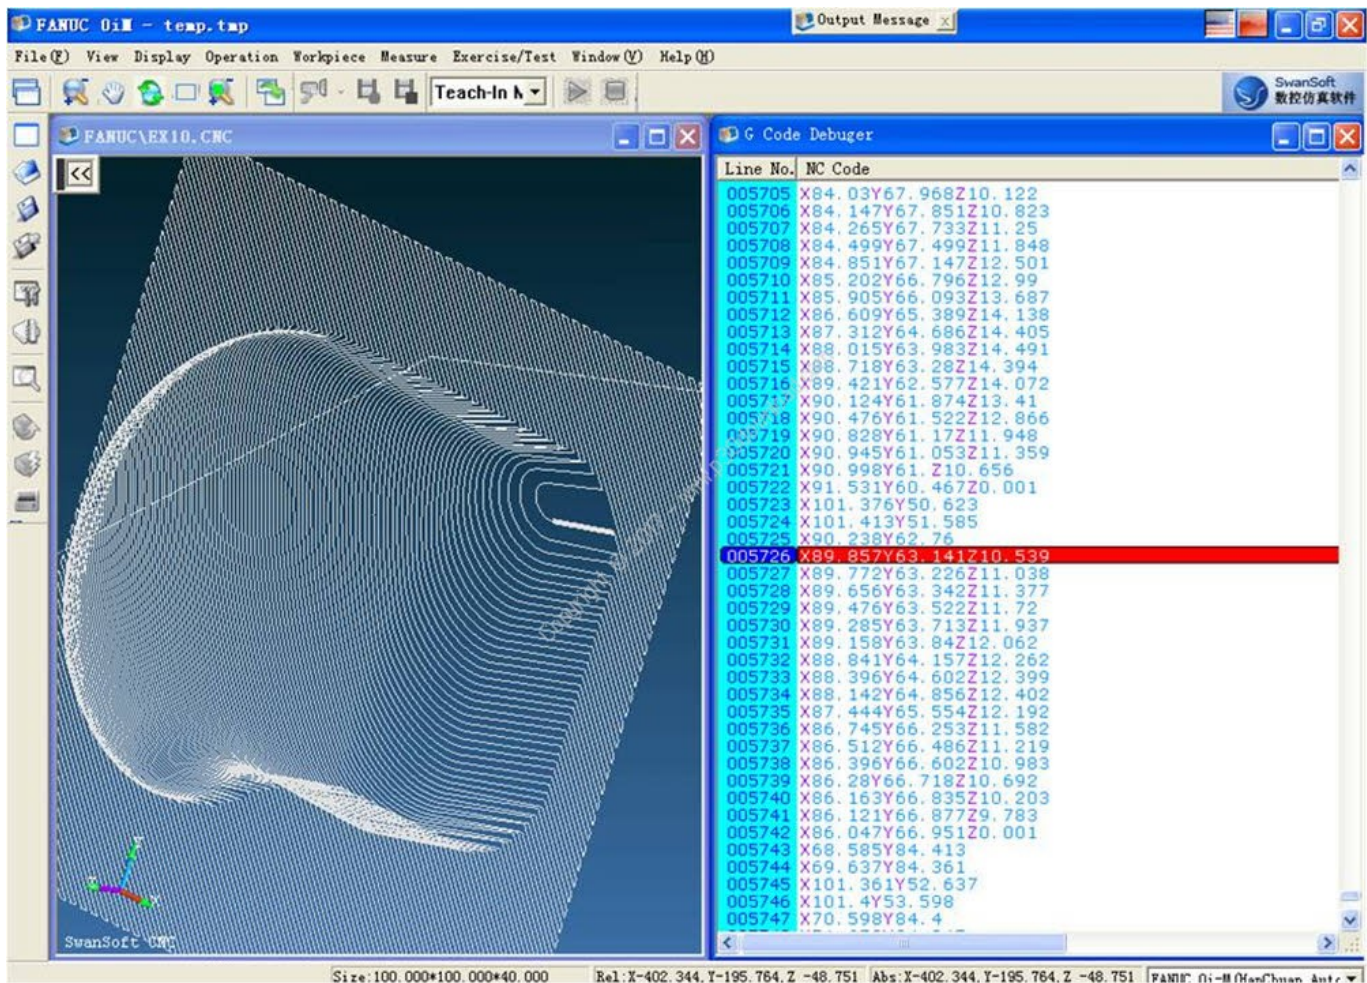 FANUC OiM - temp.tmp
Output Message x
File(F) View Display Operation Workpiece Measure Exercise/Test Window(V) Help(H)
Teach-In M
SwanSoft
数控仿真软件
FANUC\EX10.CNC
<<
G Code Debuger
Line No. NC Code
005705 X84.03Y67.968Z10.122
005706 X84.147Y67.851Z10.823
005707 X84.265Y67.733Z11.25
005708 X84.499Y67.499Z11.848
005709 X84.851Y67.147Z12.501
005710 X85.202Y66.796Z12.99
005711 X85.905Y66.093Z13.687
005712 X86.609Y65.389Z14.138
005713 X87.312Y64.686Z14.405
005714 X88.015Y63.983Z14.491
005715 X88.718Y63.28Z14.394
005716 X89.421Y62.577Z14.072
005717 X90.124Y61.874Z13.41
005718 X90.476Y61.522Z12.866
005719 X90.828Y61.17Z11.948
005720 X90.945Y61.053Z11.359
005721 X90.998Y61.Z10.656
005722 X91.531Y60.467Z0.001
005723 X101.376Y50.623
005724 X101.413Y51.585
005725 X90.238Y62.76
005726 X89.857Y63.141Z10.539
005727 X89.772Y63.226Z11.038
005728 X89.656Y63.342Z11.377
005729 X89.476Y63.522Z11.72
005730 X89.285Y63.713Z11.937
005731 X89.158Y63.84Z12.062
005732 X88.841Y64.157Z12.262
005733 X88.396Y64.602Z12.399
005734 X88.142Y64.856Z12.402
005735 X87.444Y65.554Z12.192
005736 X86.745Y66.253Z11.582
005737 X86.512Y66.486Z11.219
005738 X86.396Y66.602Z10.983
005739 X86.28Y66.718Z10.692
005740 X86.163Y66.835Z10.203
005741 X86.121Y66.877Z9.783
005742 X86.047Y66.951Z0.001
005743 X68.585Y84.413
005744 X69.637Y84.361
005745 X101.361Y52.637
005746 X101.4Y53.598
005747 X70.598Y84.4
SwanSoft CNC
Size:100.000*100.000*40.000 Rel:X-402.344,Y-195.764,Z -48.751 Abs:X-402.344,Y-195.764,Z -48.751 FANUC Oi-M(HanChuan Auto